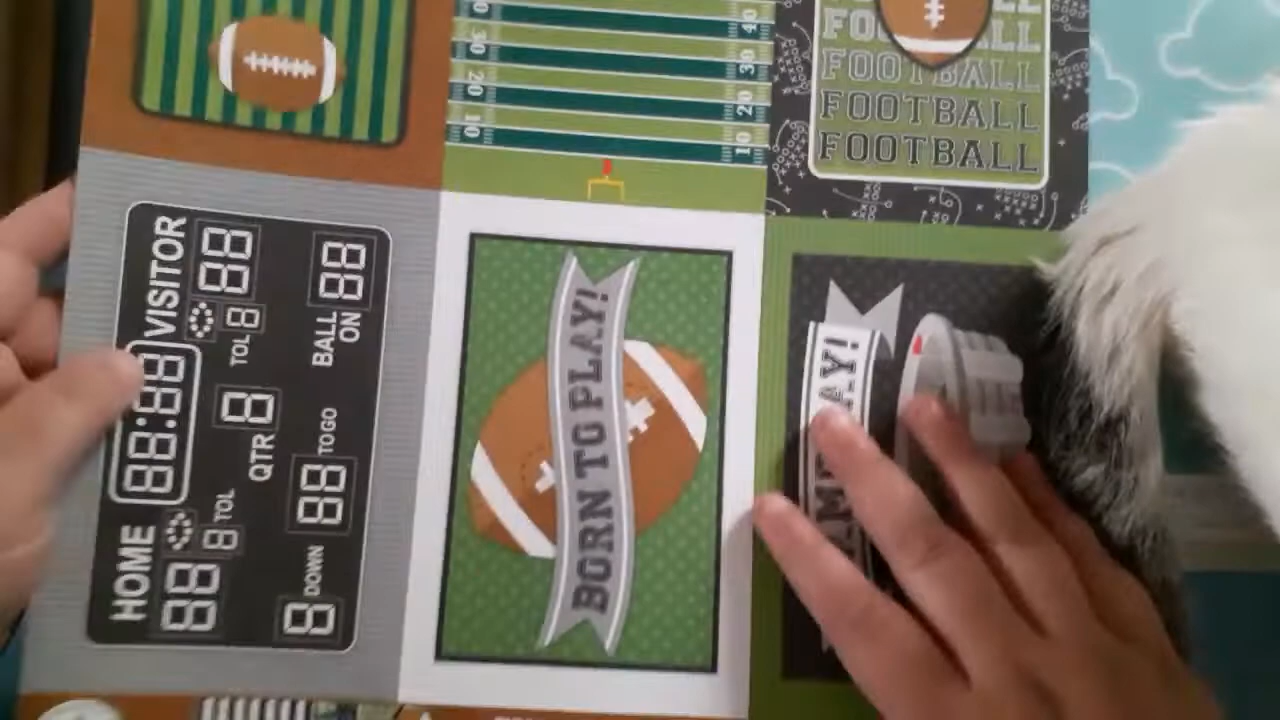 40
30
20
10
40
30
20
10
FOOTBALL
FOOTBALL
FOOTBALL
HOME 88:88 VISITOR
88 8 TOL QTR 8 TOL 8 88
8 DOWN 88 TO GO BALL ON 88
BORN TO PLAY!